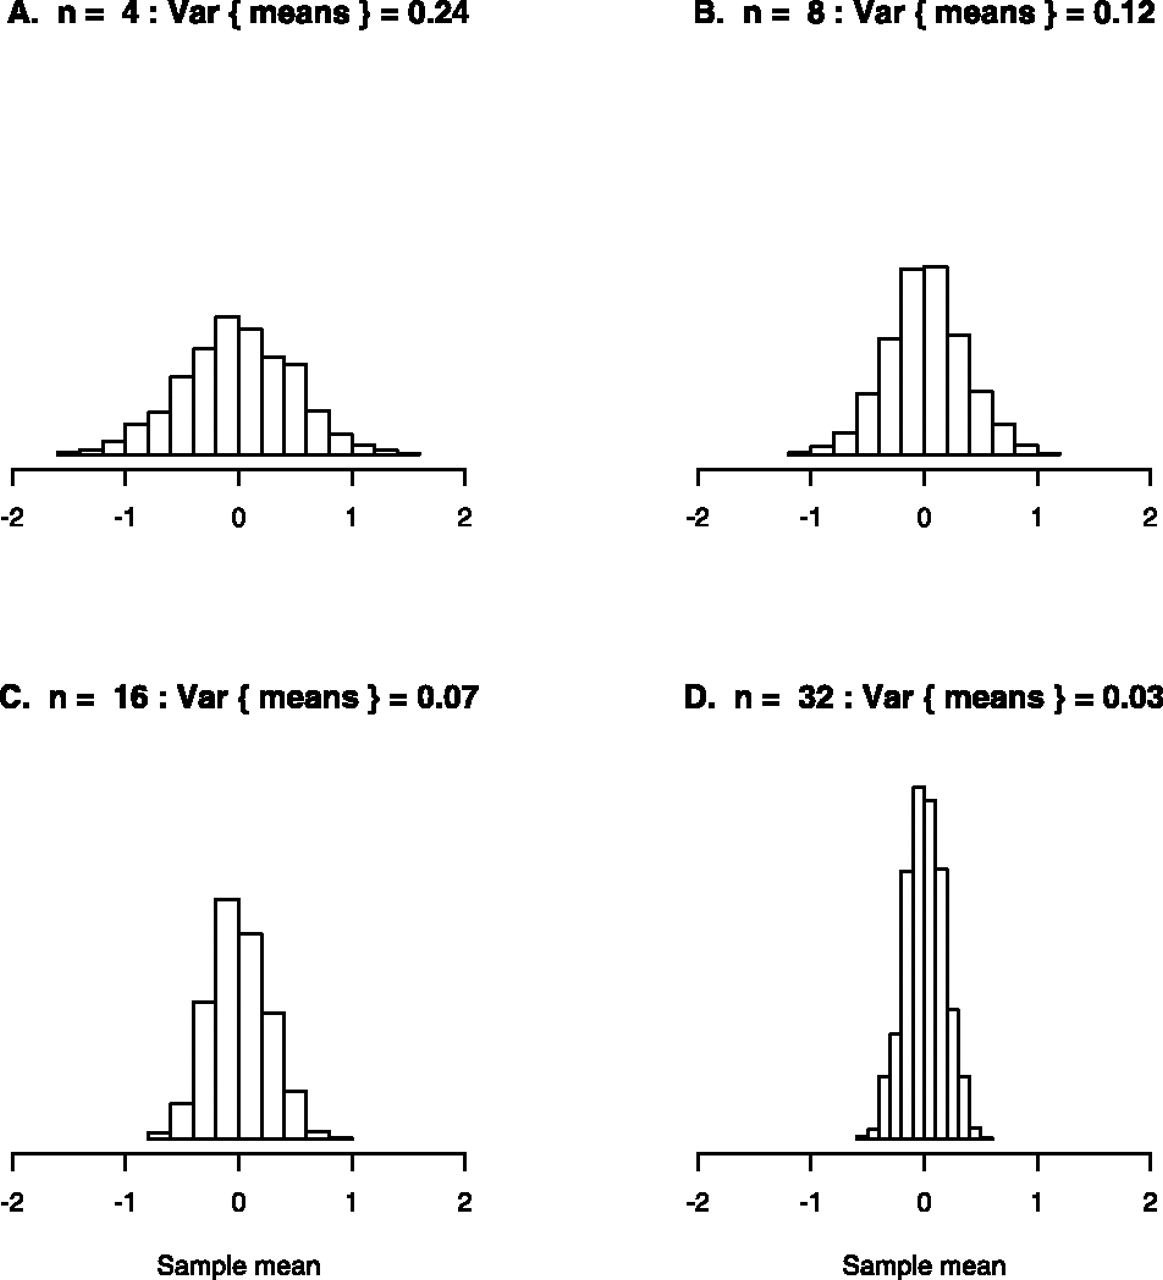 A. n = 4 : Var { means } = 0.24
B. n = 8 : Var { means } = 0.12
-2 -1 0 1 2
-2 -1 0 1 2
C. n = 16 : Var { means } = 0.07
D. n = 32 : Var { means } = 0.03
-2 -1 0 1 2
-2 -1 0 1 2
Sample mean
Sample mean